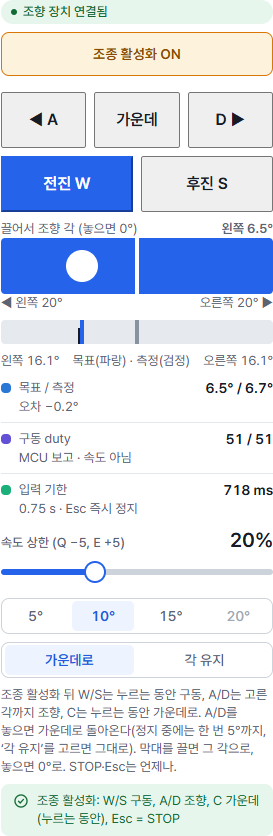 조향 장치 연결됨
조종 활성화 ON
◀ A
가운데
D ▶
전진 W
후진 S
끌어서 조향 각 (놓으면 0°) 왼쪽 6.5°
◀ 왼쪽 20° 오른쪽 20° ▶
왼쪽 16.1° 목표(파랑) · 측정(검정) 오른쪽 16.1°
목표 / 측정 6.5° / 6.7°
오차 −0.2°
구동 duty 51 / 51
MCU 보고 · 속도 아님
입력 기한 718 ms
0.75 s · Esc 즉시 정지
속도 상한 (Q −5, E +5) 20%
5° 10° 15° 20°
가운데로 각 유지
조종 활성화 뒤 W/S는 누르는 동안 구동, A/D는 고른
각까지 조향, C는 누르는 동안 가운데로. A/D를
놓으면 가운데로 돌아온다(정지 중에는 한 번 5°까지,
‘각 유지’를 고르면 그대로). 막대를 끌면 그 각으로,
놓으면 0°로. STOP·Esc는 언제나.
조종 활성화: W/S 구동, A/D 조향, C 가운데
(누르는 동안), Esc = STOP